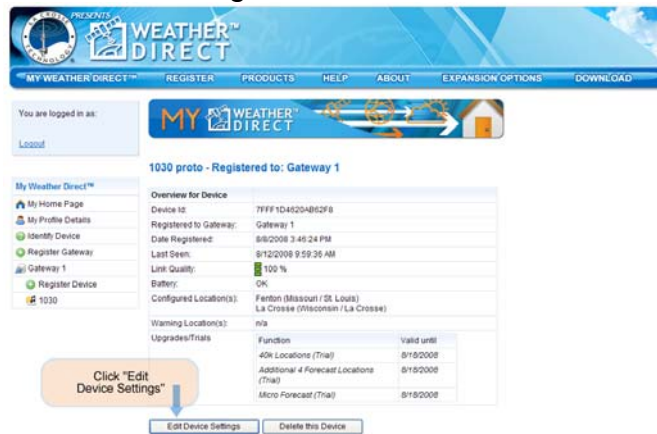 PRESENTS
LA CROSSE TECHNOLOGY
WEATHER™
DIRECT
MY WEATHER DIRECT™ REGISTER PRODUCTS HELP ABOUT EXPANSION OPTIONS DOWNLOAD
You are logged in as:
Logout
MY WEATHER™
DIRECT
1030 proto - Registered to: Gateway 1
My Weather Direct™
My Home Page
My Profile Details
Identify Device
Register Gateway
Gateway 1
Register Device
1030
Overview for Device
Device Id: 7FFF1D4620AB62F8
Registered to Gateway: Gateway 1
Date Registered: 8/8/2008 3:46:24 PM
Last Seen: 8/12/2008 9:59:36 AM
Link Quality: 100 %
Battery: OK
Configured Location(s): Fenton (Missouri / St. Louis)
La Crosse (Wisconsin / La Crosse)
Warning Location(s): n/a
Upgrades/Trials
Function Valid until
40k Locations (Trial) 8/18/2008
Additional 4 Forecast Locations
(Trial) 8/18/2008
Micro Forecast (Trial) 8/18/2008
Click "Edit
Device Settings"
Edit Device Settings Delete this Device